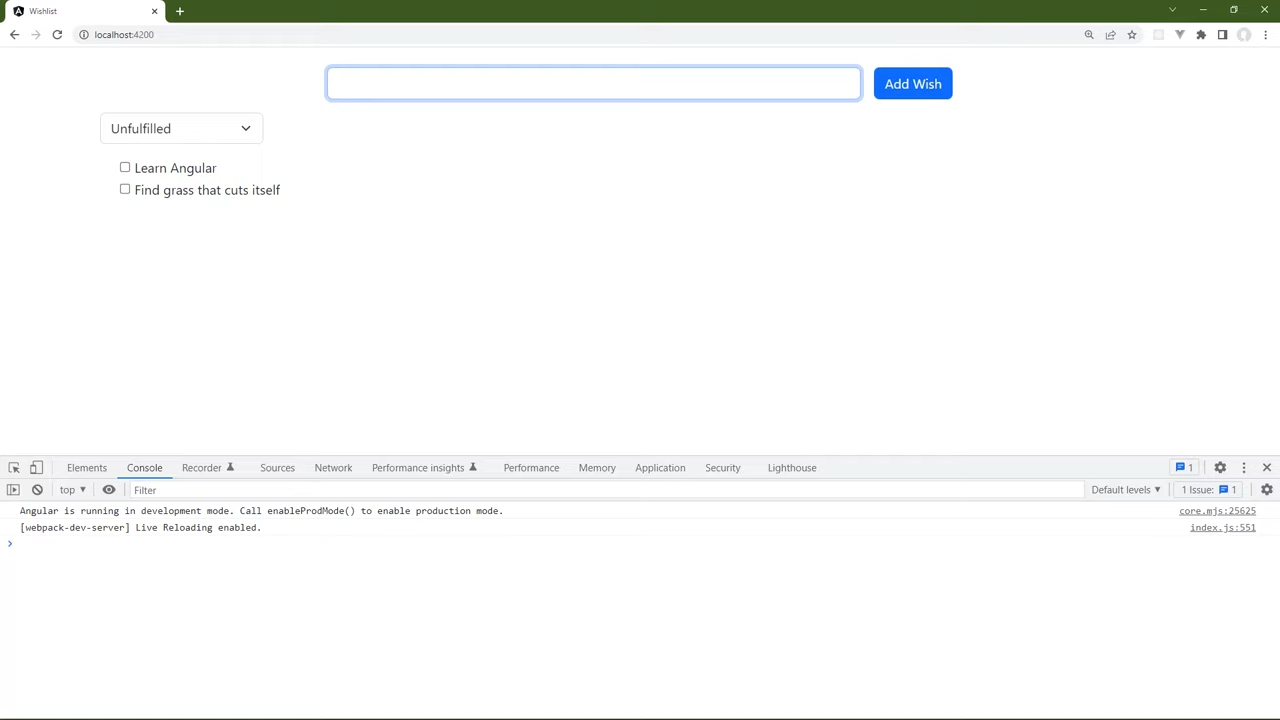 Wishlist
localhost:4200
Add Wish
Unfulfilled
Learn Angular
Find grass that cuts itself
Elements Console Recorder Sources Network Performance insights Performance Memory Application Security Lighthouse 1
top Filter Default levels 1 Issue: 1
Angular is running in development mode. Call enableProdMode() to enable production mode. core.mjs:25625
[webpack-dev-server] Live Reloading enabled. index.js:551